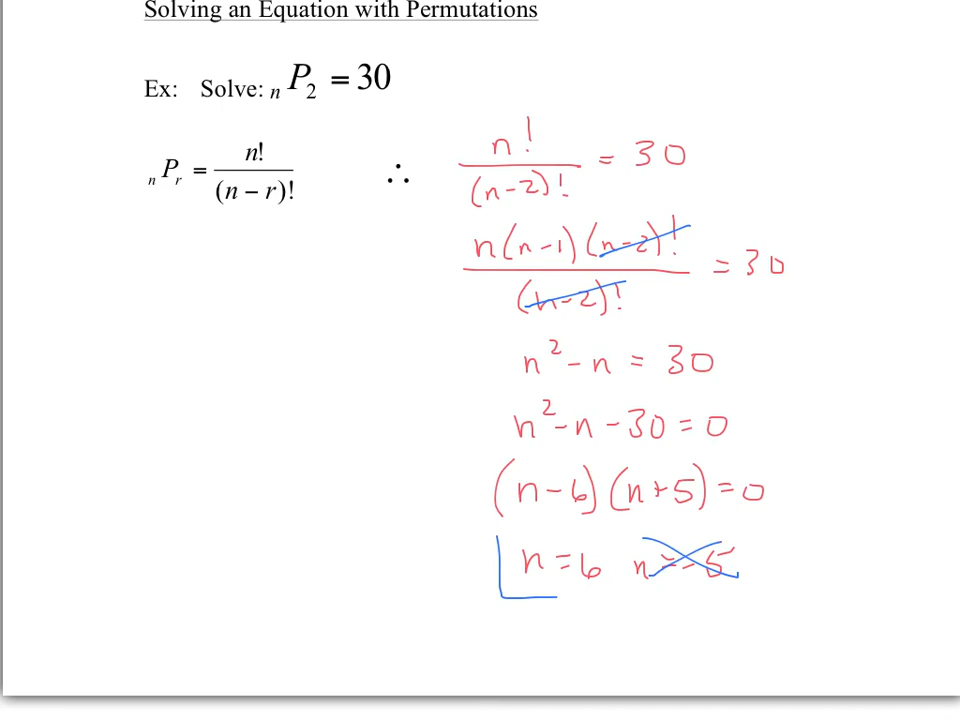 Solving an Equation with Permutations
Ex: Solve: ₙP₂ = 30
ₙPᵣ = n! / (n − r)! ∴ n! / (n-2)! = 30
n(n-1)(n-2)! / (n-2)! = 30
n² - n = 30
n² - n - 30 = 0
(n-6)(n+5) = 0
n = 6 n = -5